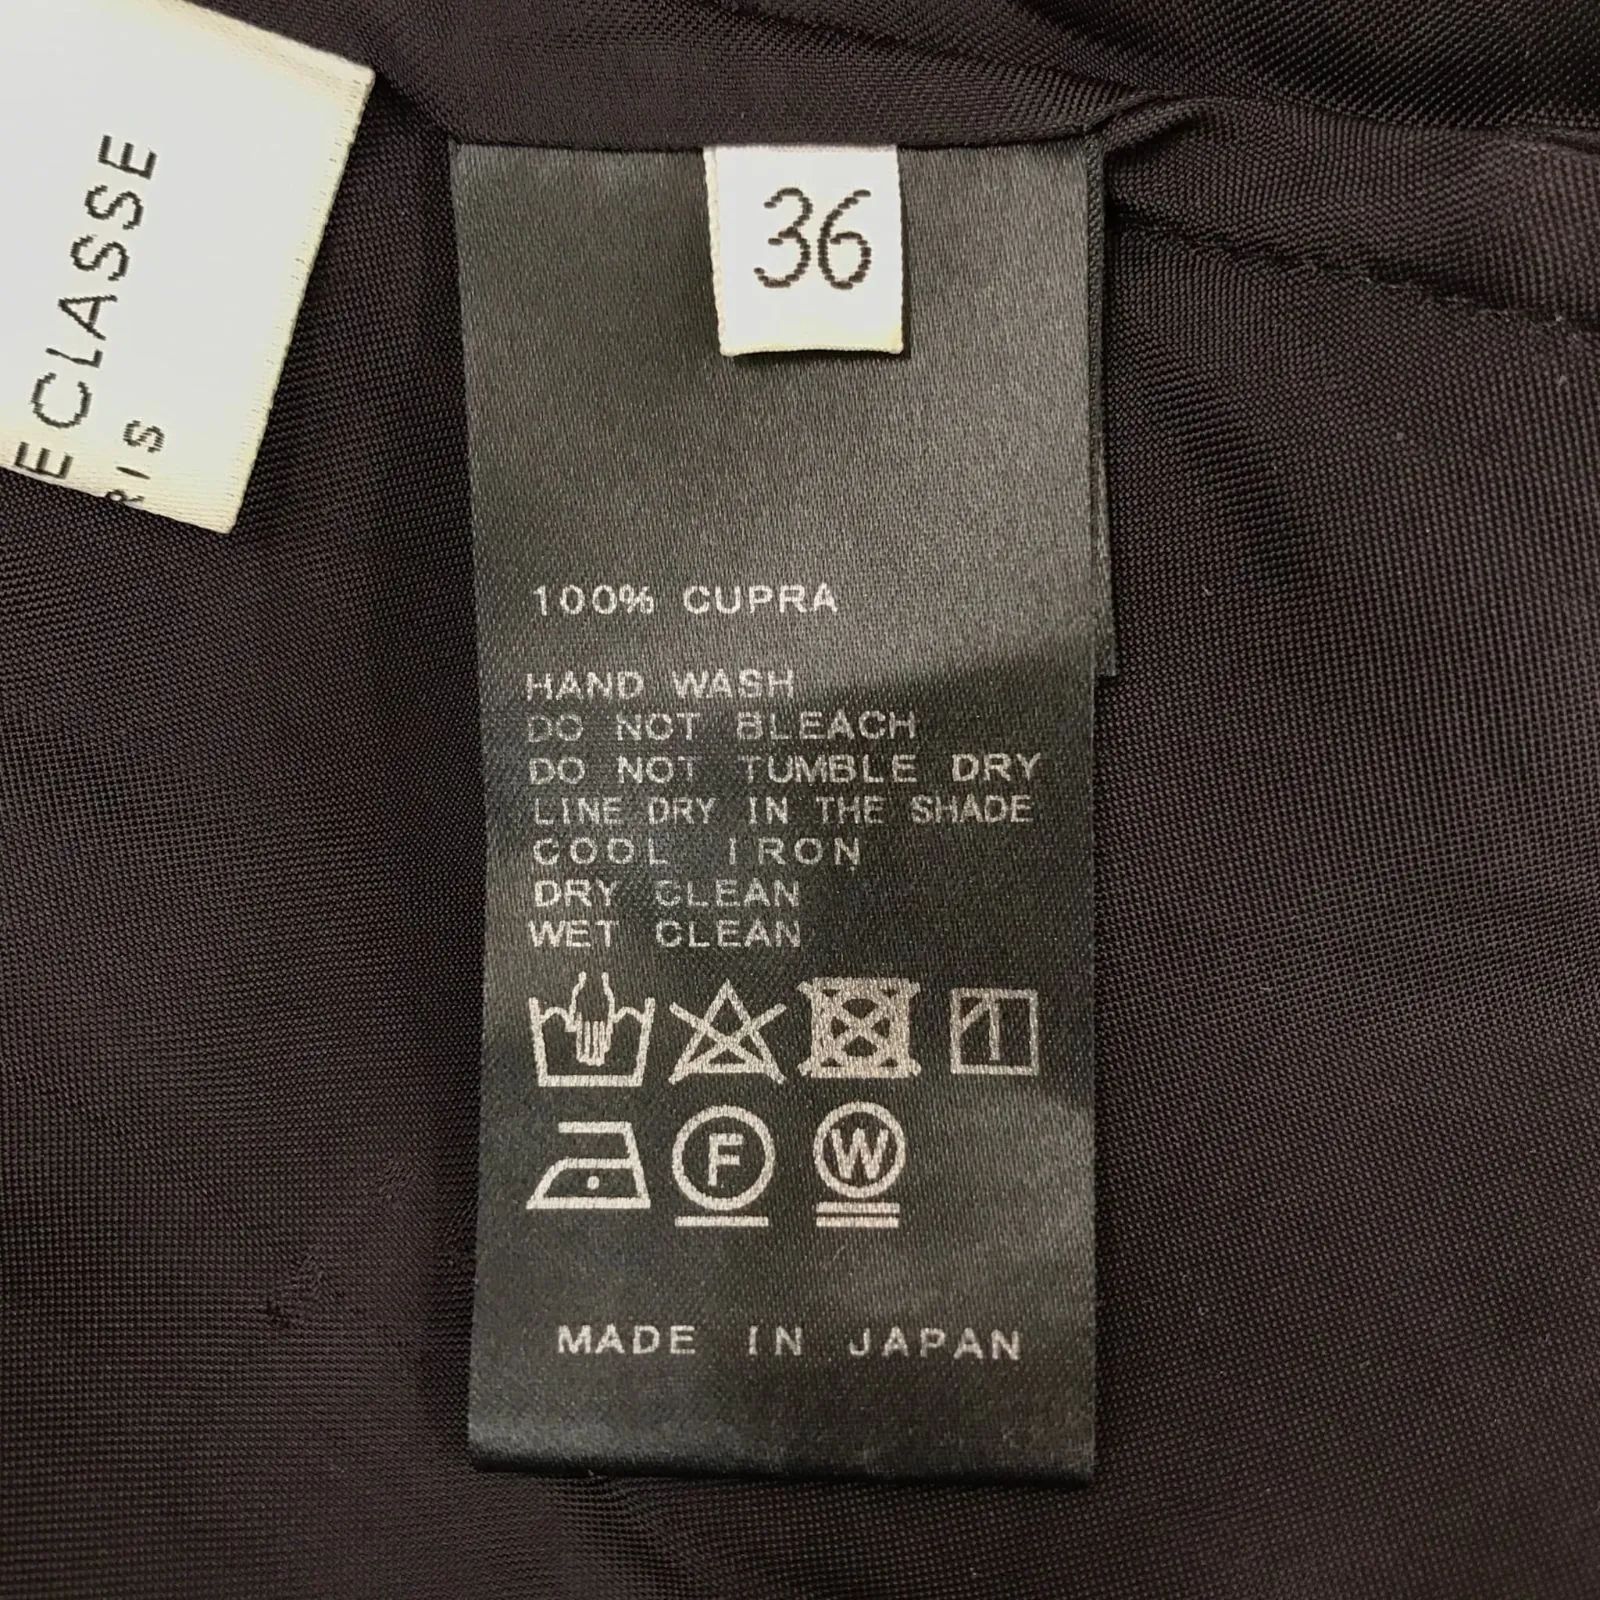 ECLASSE
RIS
36
100% CUPRA
HAND WASH
DO NOT BLEACH
DO NOT TUMBLE DRY
LINE DRY IN THE SHADE
COOL IRON
DRY CLEAN
WET CLEAN
F
W
MADE IN JAPAN